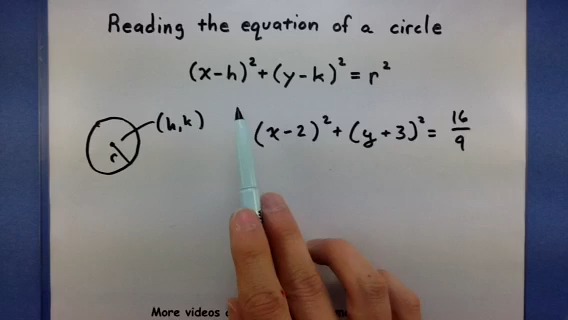 Reading the equation of a circle
(x-h)² + (y-k)² = r²
(h,k)
r
(x-2)² + (y+3)² = 16/9
More videos